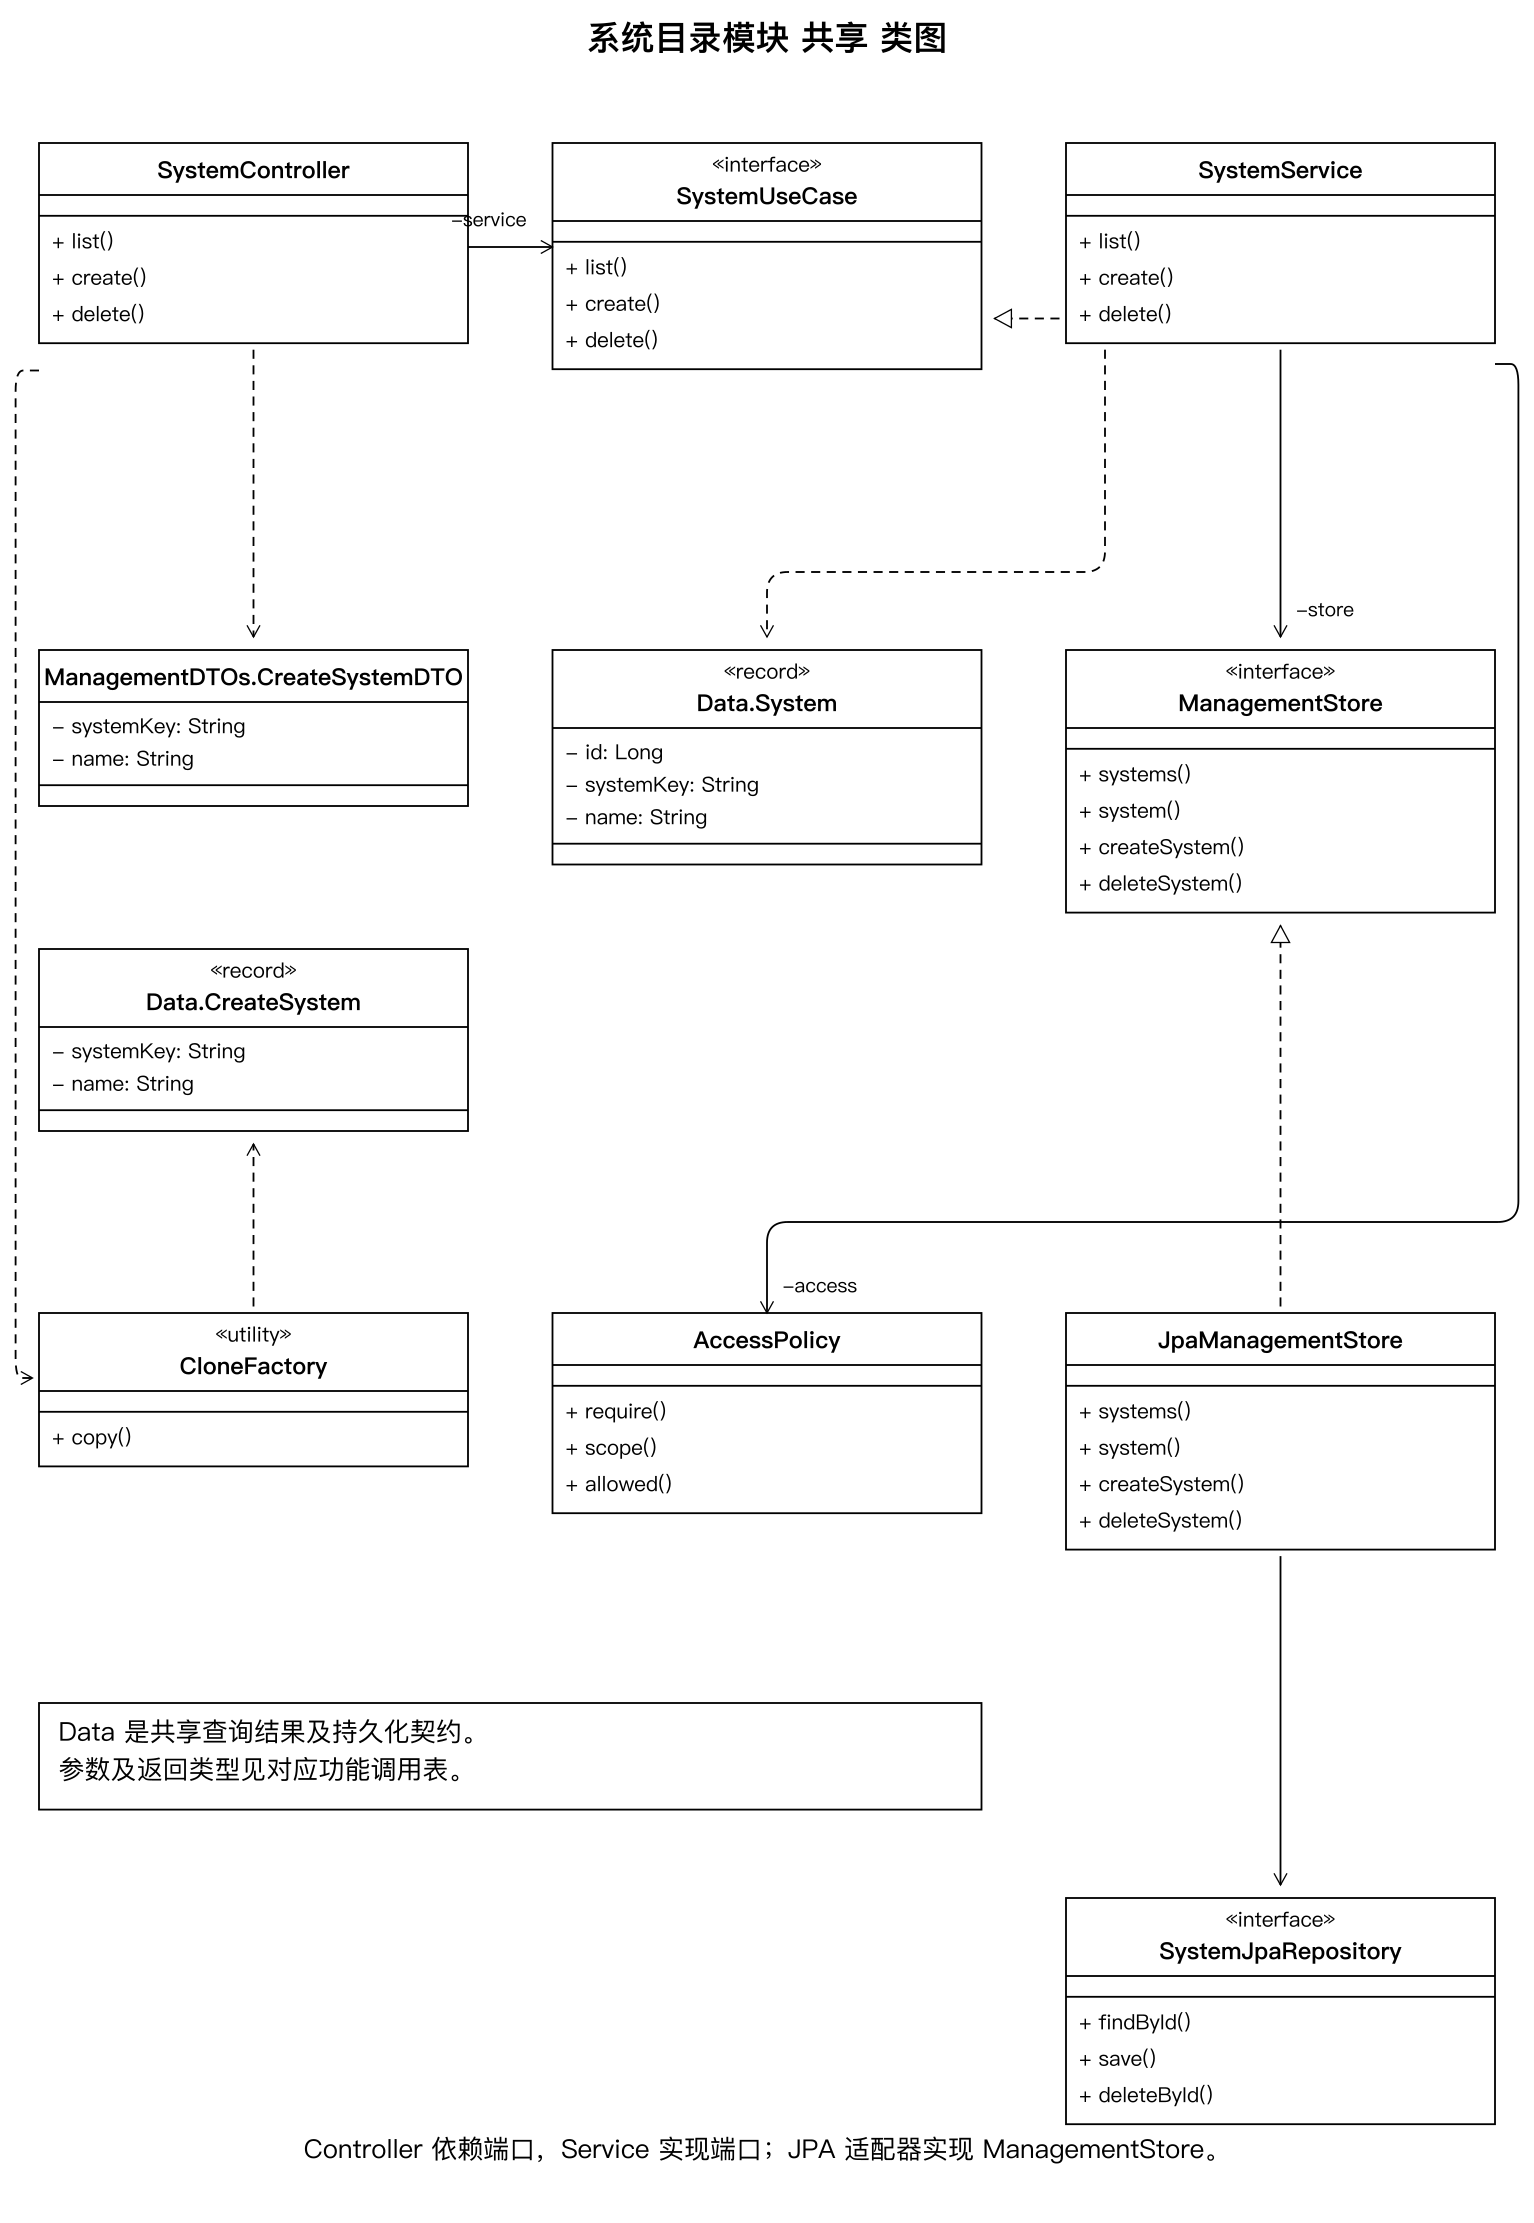 系统目录模块 共享 类图
SystemController
+ list()
+ create()
+ delete()
–service
«interface»
SystemUseCase
+ list()
+ create()
+ delete()
SystemService
+ list()
+ create()
+ delete()
–store
ManagementDTOs.CreateSystemDTO
– systemKey: String
– name: String
«record»
Data.System
– id: Long
– systemKey: String
– name: String
«interface»
ManagementStore
+ systems()
+ system()
+ createSystem()
+ deleteSystem()
«record»
Data.CreateSystem
– systemKey: String
– name: String
–access
«utility»
CloneFactory
+ copy()
AccessPolicy
+ require()
+ scope()
+ allowed()
JpaManagementStore
+ systems()
+ system()
+ createSystem()
+ deleteSystem()
Data 是共享查询结果及持久化契约。
参数及返回类型见对应功能调用表。
«interface»
SystemJpaRepository
+ findById()
+ save()
+ deleteById()
Controller 依赖端口，Service 实现端口；JPA 适配器实现 ManagementStore。